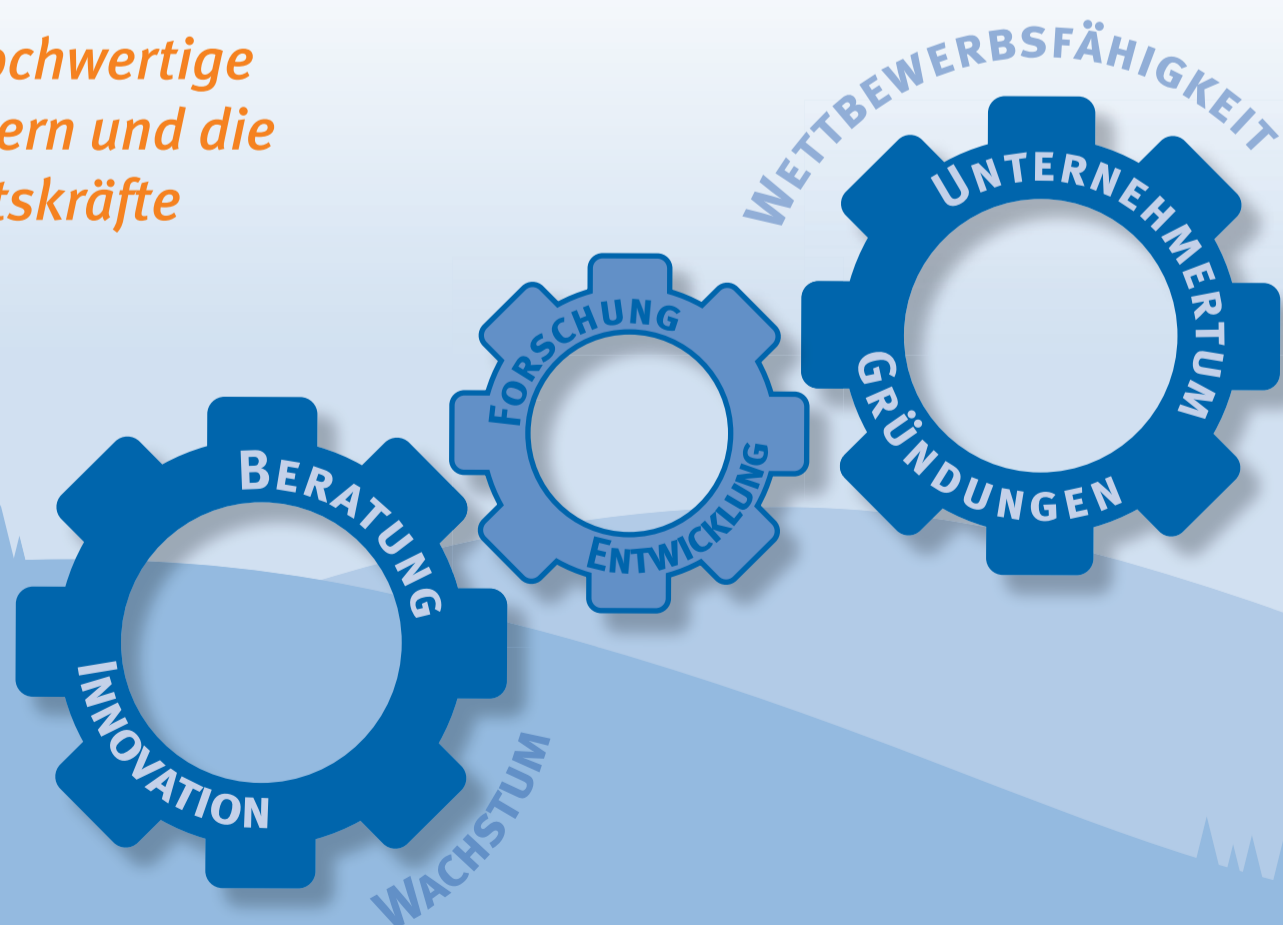 ochwertige
ern und die
tskräfte
WETTBEWERBSFÄHIGKEIT
UNTERNEHMERTUM
GRÜNDUNGEN
FORSCHUNG
ENTWICKLUNG
BERATUNG
INNOVATION
WACHSTUM